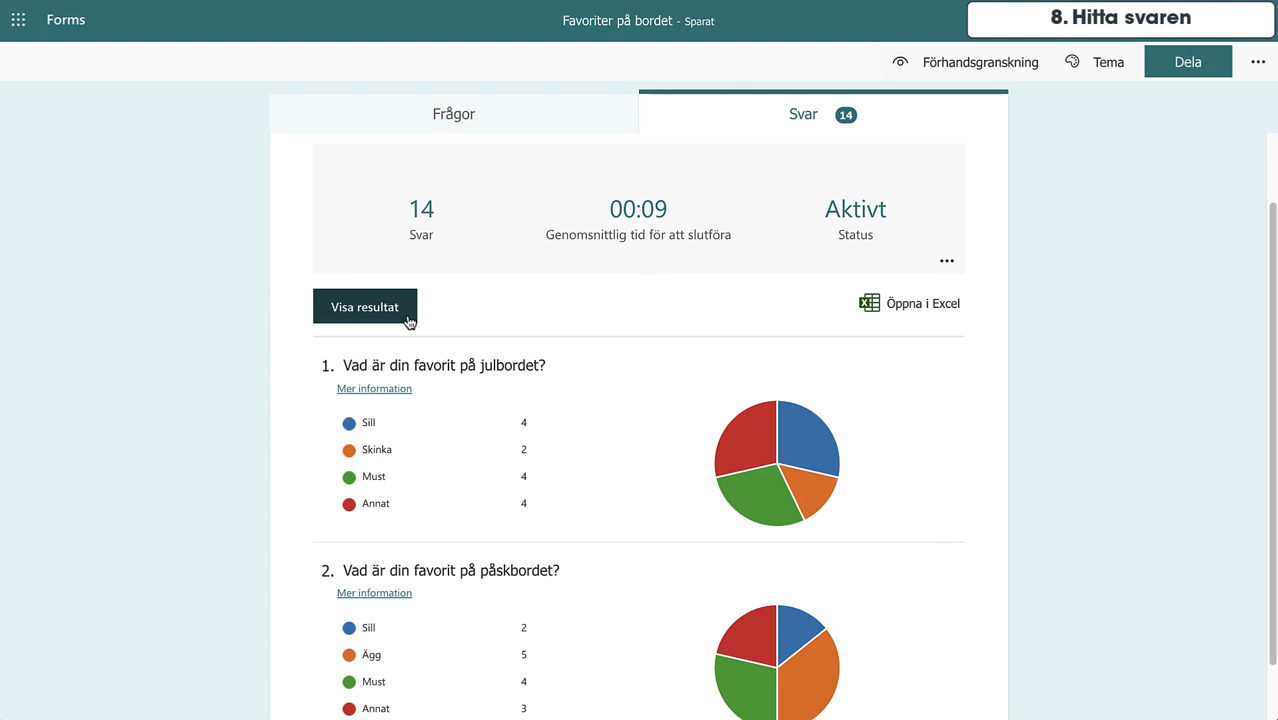 Forms
Favoriter på bordet - Sparat
8. Hitta svaren
Förhandsgranskning
Tema
Dela
Frågor
Svar 14
14
Svar
00:09
Genomsnittlig tid för att slutföra
Aktivt
Status
Visa resultat
Öppna i Excel
1. Vad är din favorit på julbordet?
Mer information
Sill 4
Skinka 2
Must 4
Annat 4
2. Vad är din favorit på påskbordet?
Mer information
Sill 2
Ägg 5
Must 4
Annat 3